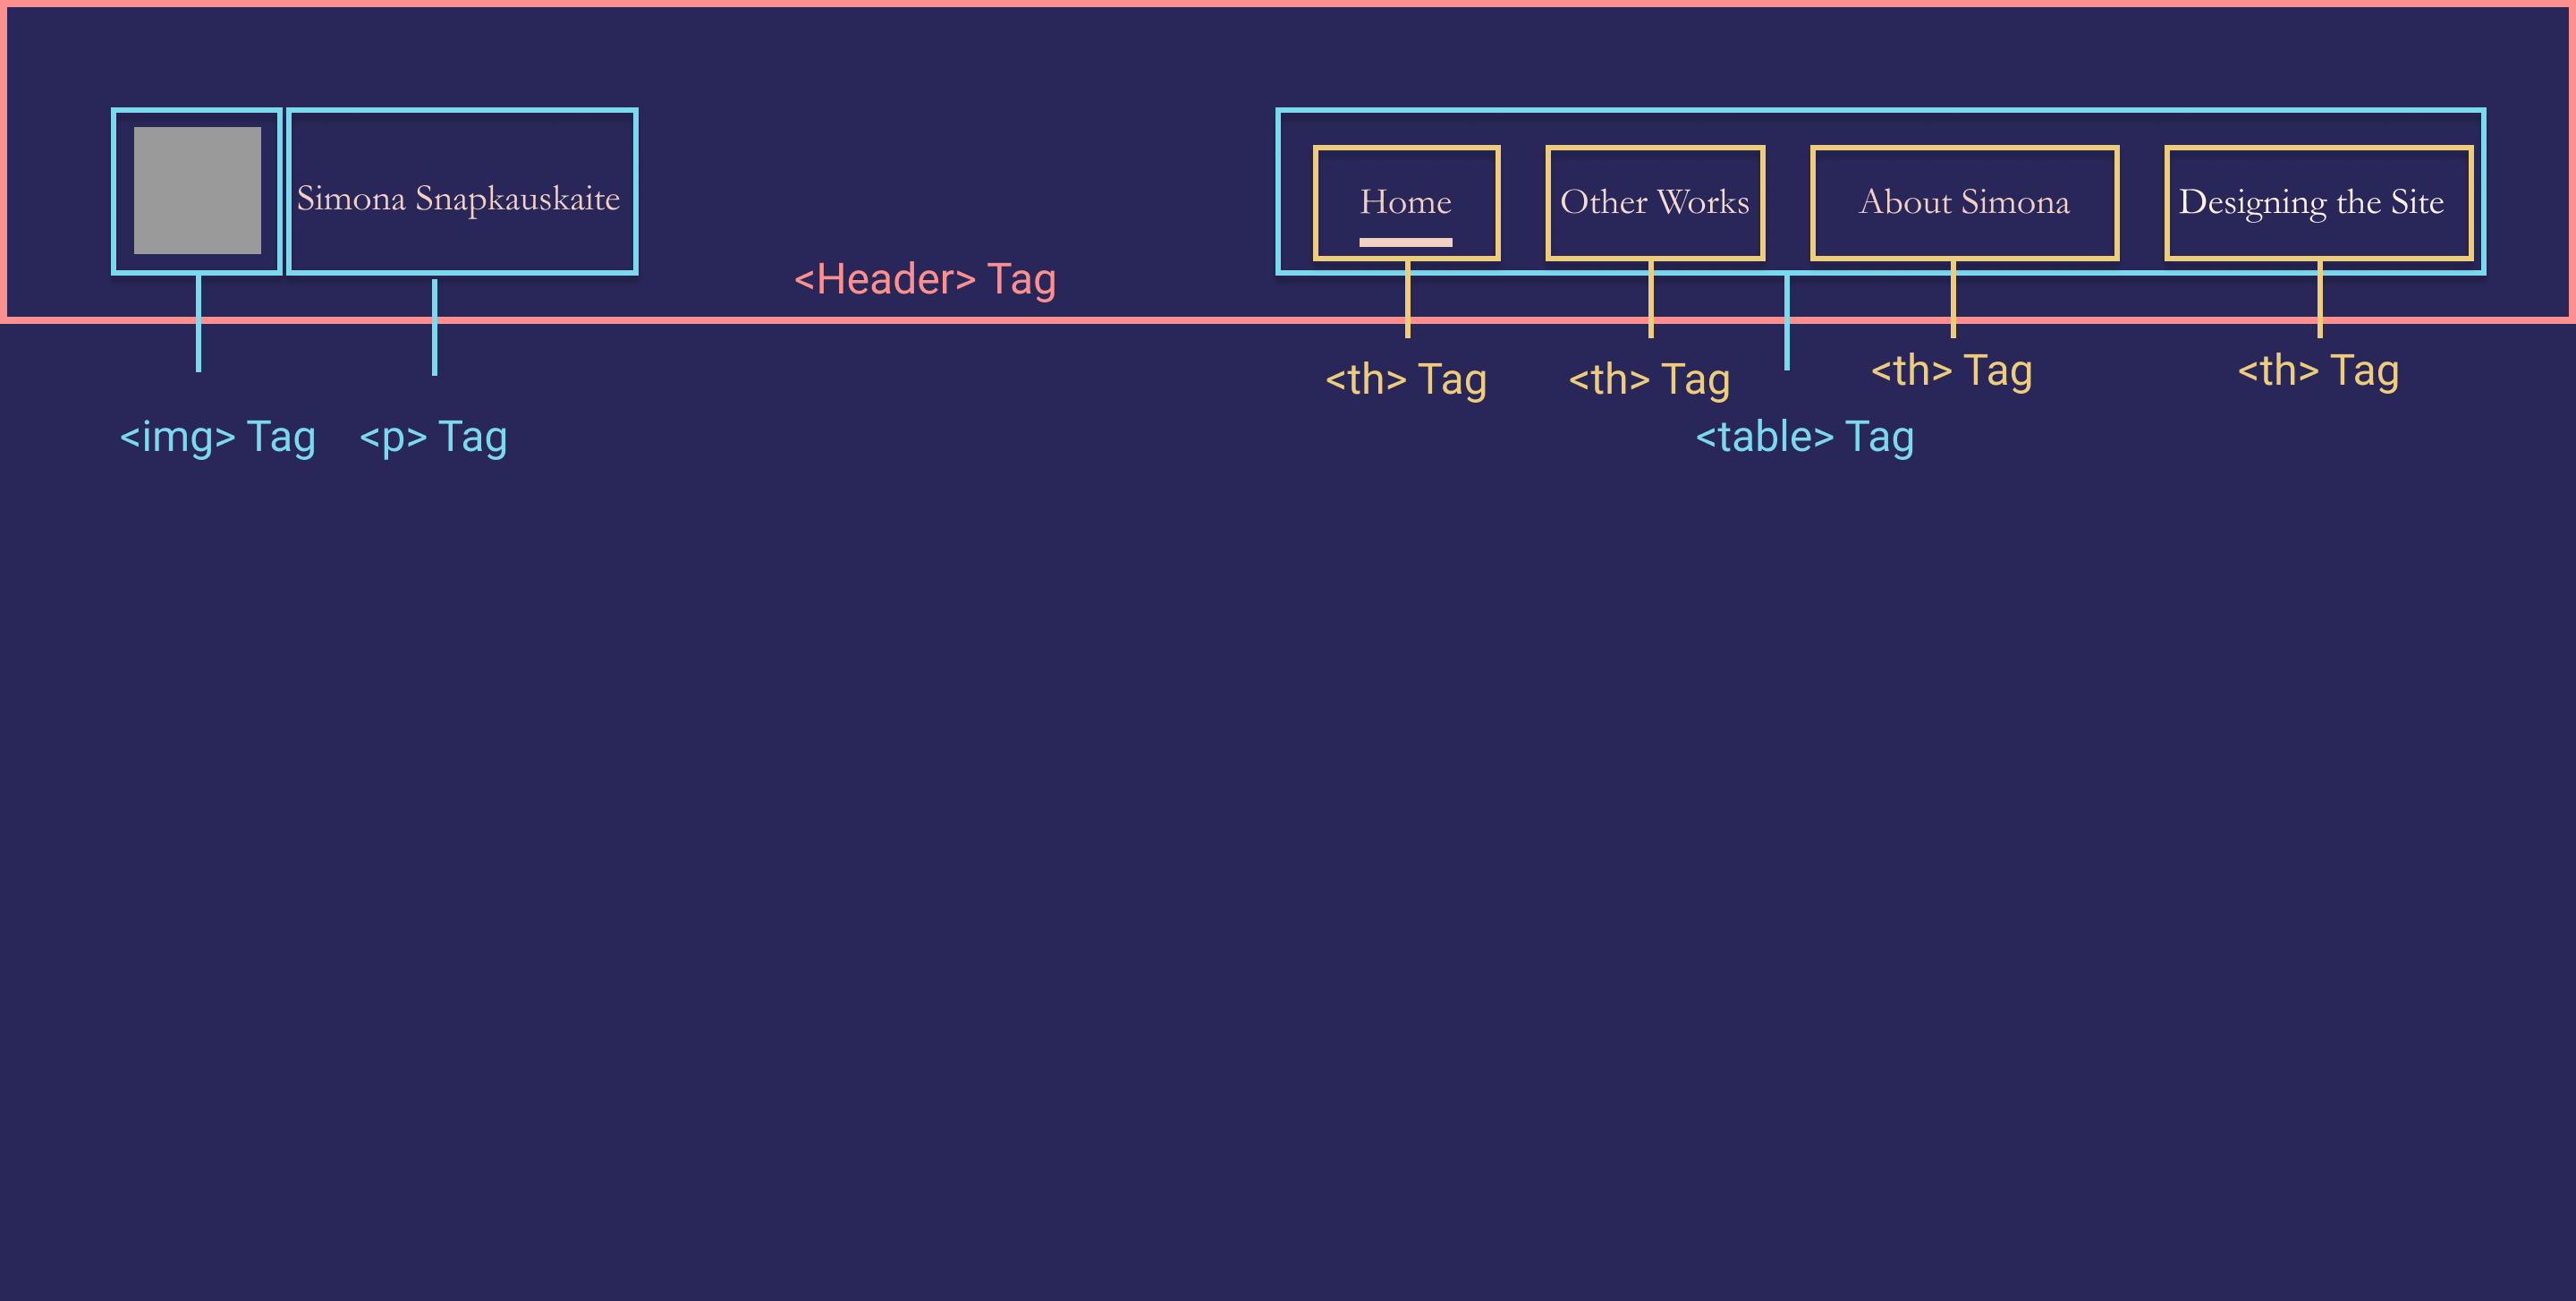 Simona Snapkauskaite
Home
Other Works
About Simona
Designing the Site
<Header> Tag
<th> Tag
<th> Tag
<th> Tag
<th> Tag
<img> Tag
<p> Tag
<table> Tag